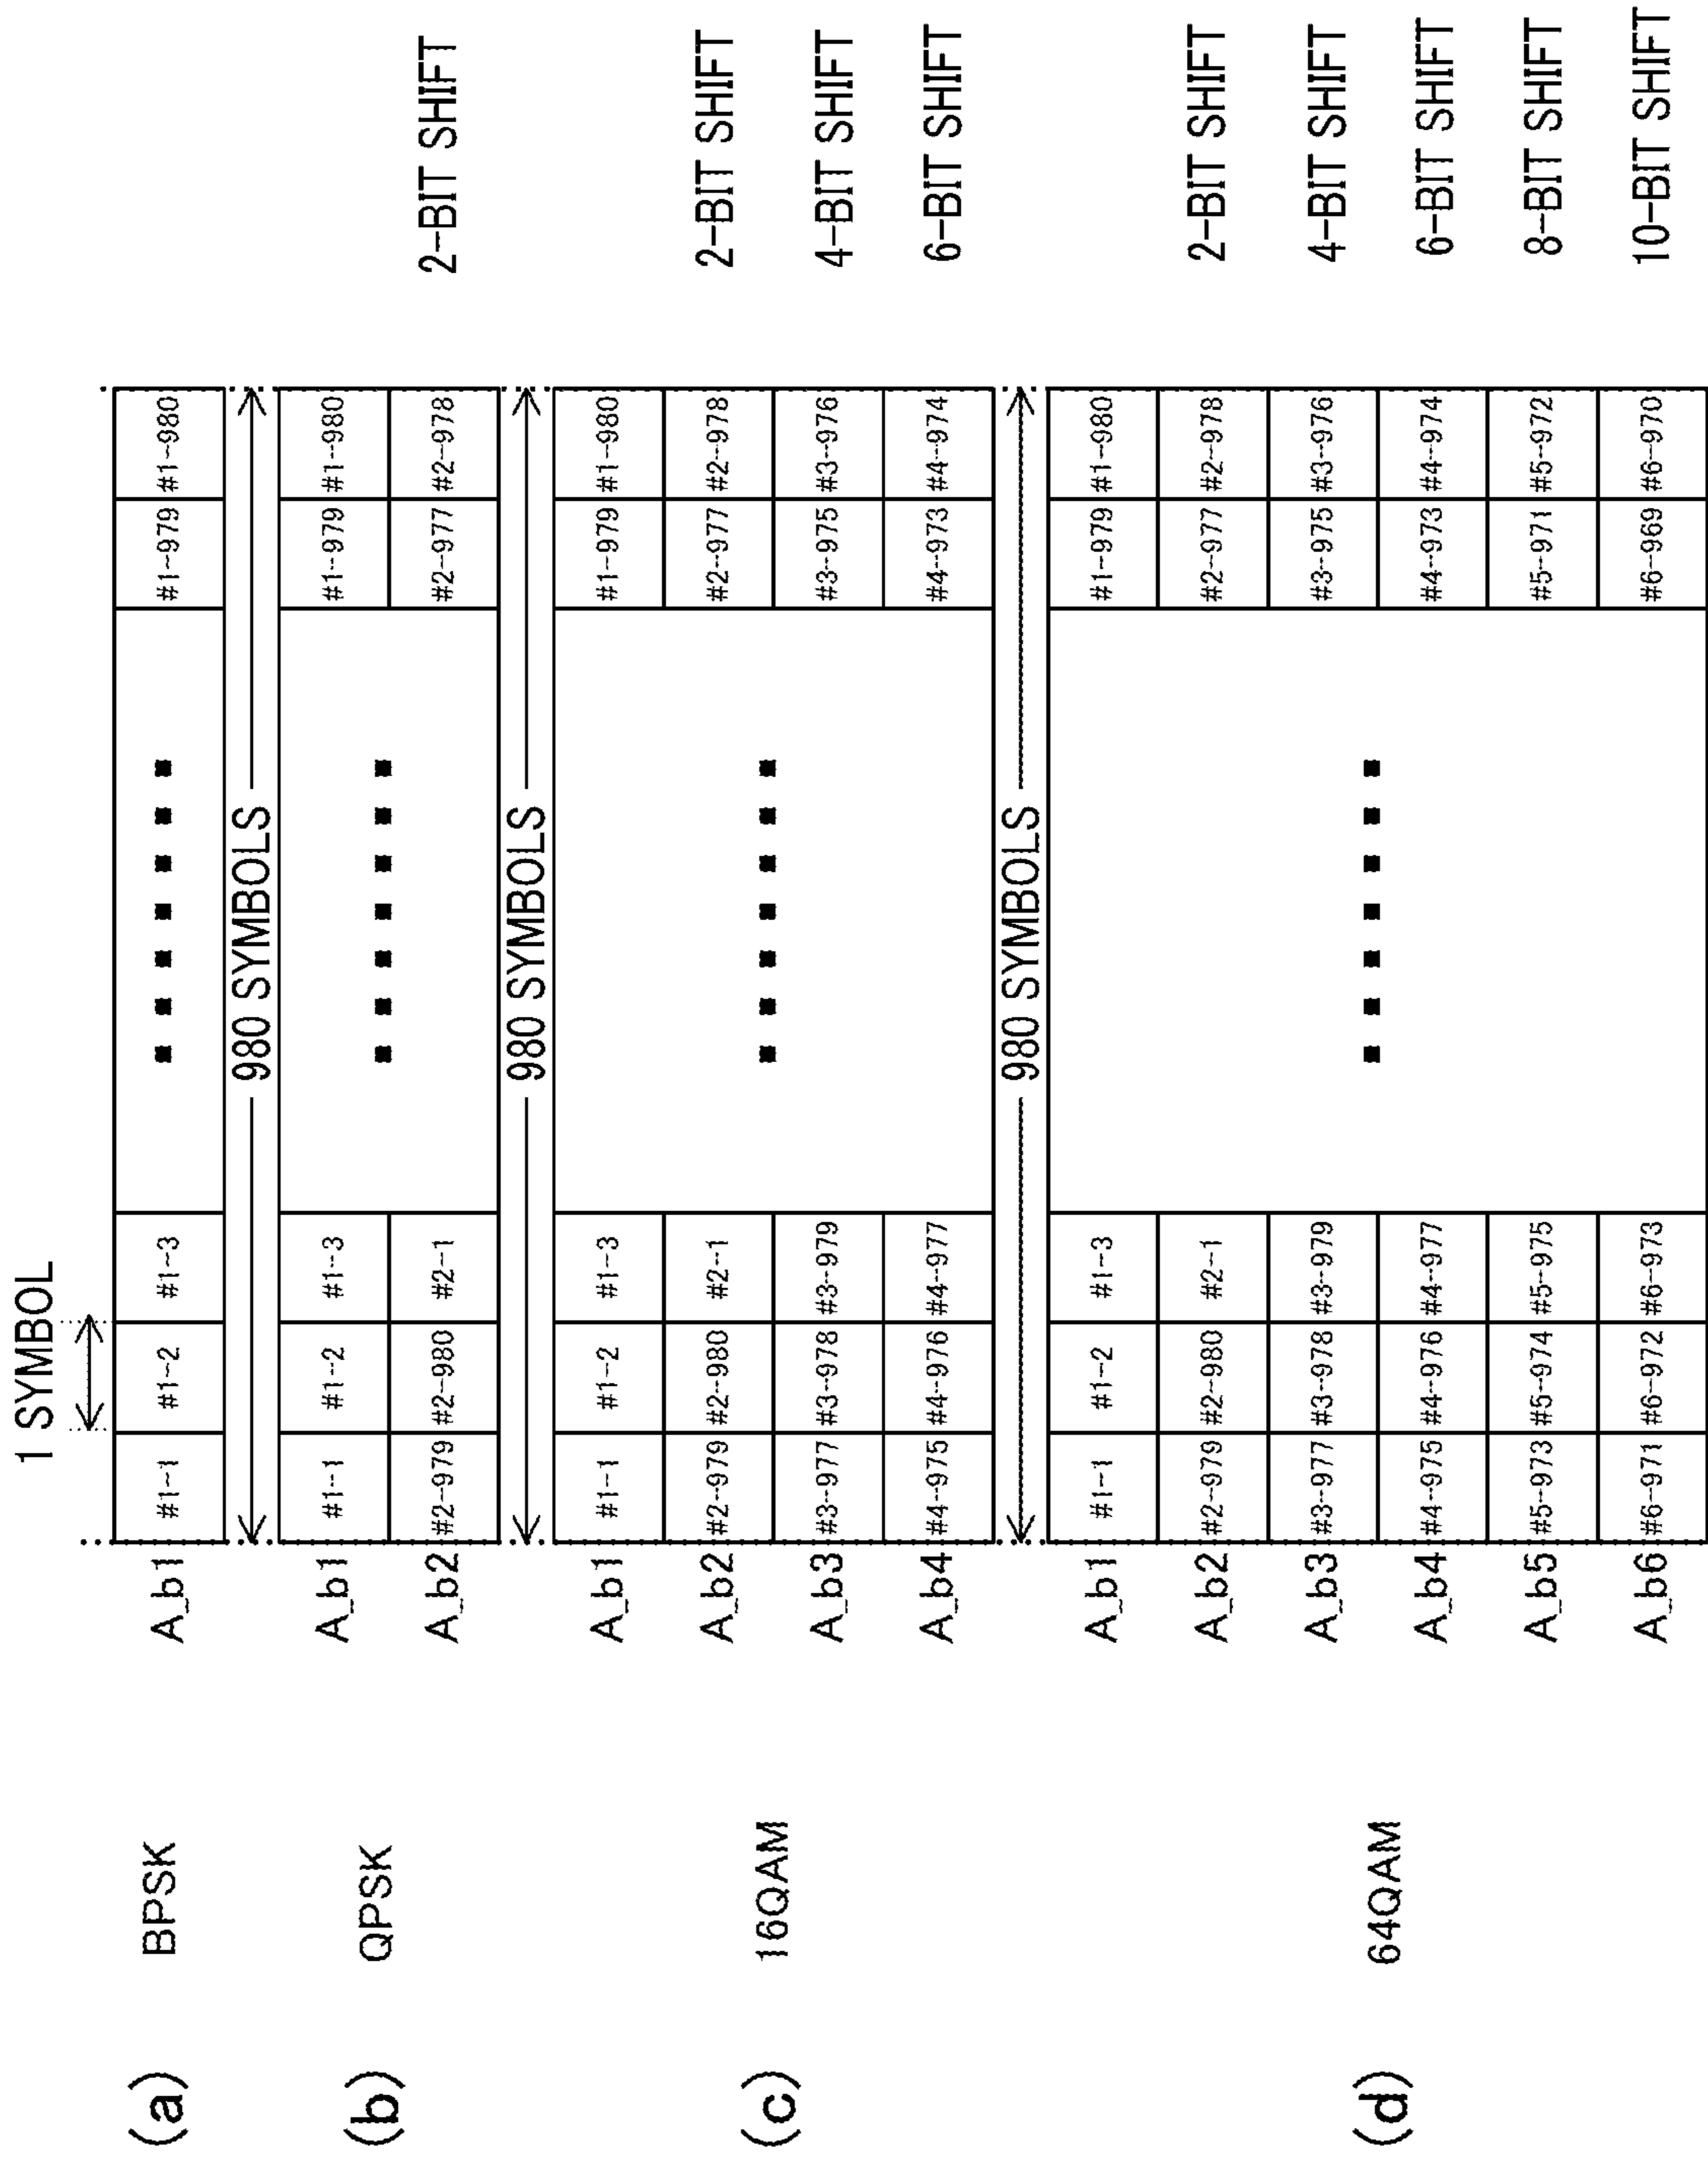 1 SYMBOL
(a) BPSK A_b1 #1-1 #1-2 #1-3 #1-979 #1-980
980 SYMBOLS
(b) QPSK
A_b1 #1-1 #1-2 #1-3 #1-979 #1-980
A_b2 #2-979 #2-980 #2-1 #2-977 #2-978 2-BIT SHIFT
980 SYMBOLS
(c) 16QAM
A_b1 #1-1 #1-2 #1-3 #1-979 #1-980
A_b2 #2-979 #2-980 #2-1 #2-977 #2-978 2-BIT SHIFT
A_b3 #3-977 #3-978 #3-979 #3-975 #3-976 4-BIT SHIFT
A_b4 #4-975 #4-976 #4-977 #4-973 #4-974 6-BIT SHIFT
980 SYMBOLS
(d) 64QAM
A_b1 #1-1 #1-2 #1-3 #1-979 #1-980
A_b2 #2-979 #2-980 #2-1 #2-977 #2-978 2-BIT SHIFT
A_b3 #3-977 #3-978 #3-979 #3-975 #3-976 4-BIT SHIFT
A_b4 #4-975 #4-976 #4-977 #4-973 #4-974 6-BIT SHIFT
A_b5 #5-973 #5-974 #5-975 #5-971 #5-972 8-BIT SHIFT
A_b6 #6-971 #6-972 #6-973 #6-969 #6-970 10-BIT SHIFT